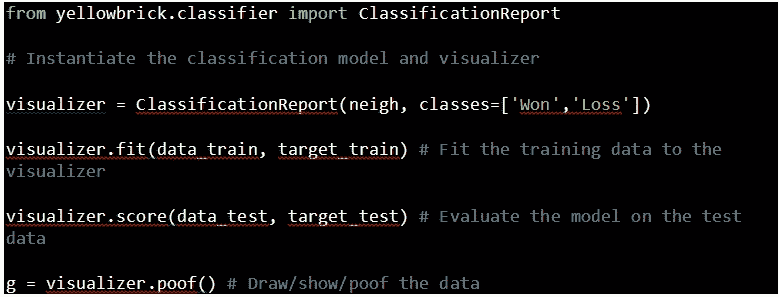 from yellowbrick.classifier import ClassificationReport
# Instantiate the classification model and visualizer
visualizer = ClassificationReport(neigh, classes=['Won','Loss'])
visualizer.fit(data_train, target_train) # Fit the training data to the
visualizer
visualizer.score(data_test, target_test) # Evaluate the model on the test
data
g = visualizer.poof() # Draw/show/poof the data